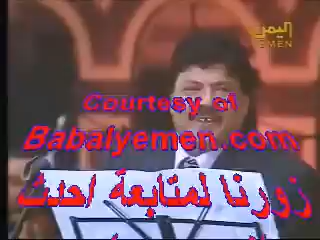 اليمن
YEMEN
Courtesy of
Babalyemen.com
زورنا لمتابعة احدث